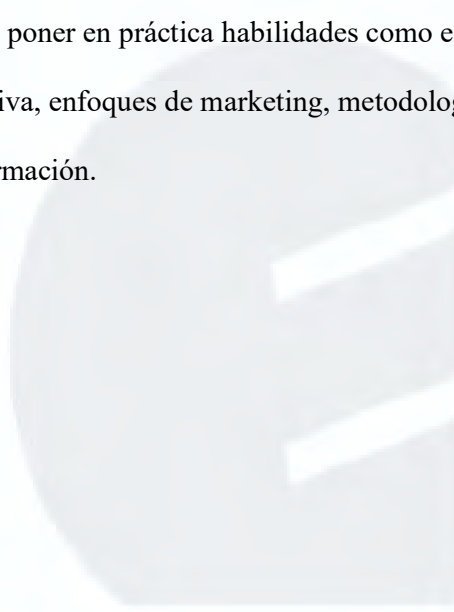 poner en práctica habilidades como e
iva, enfoques de marketing, metodolog
rmación.